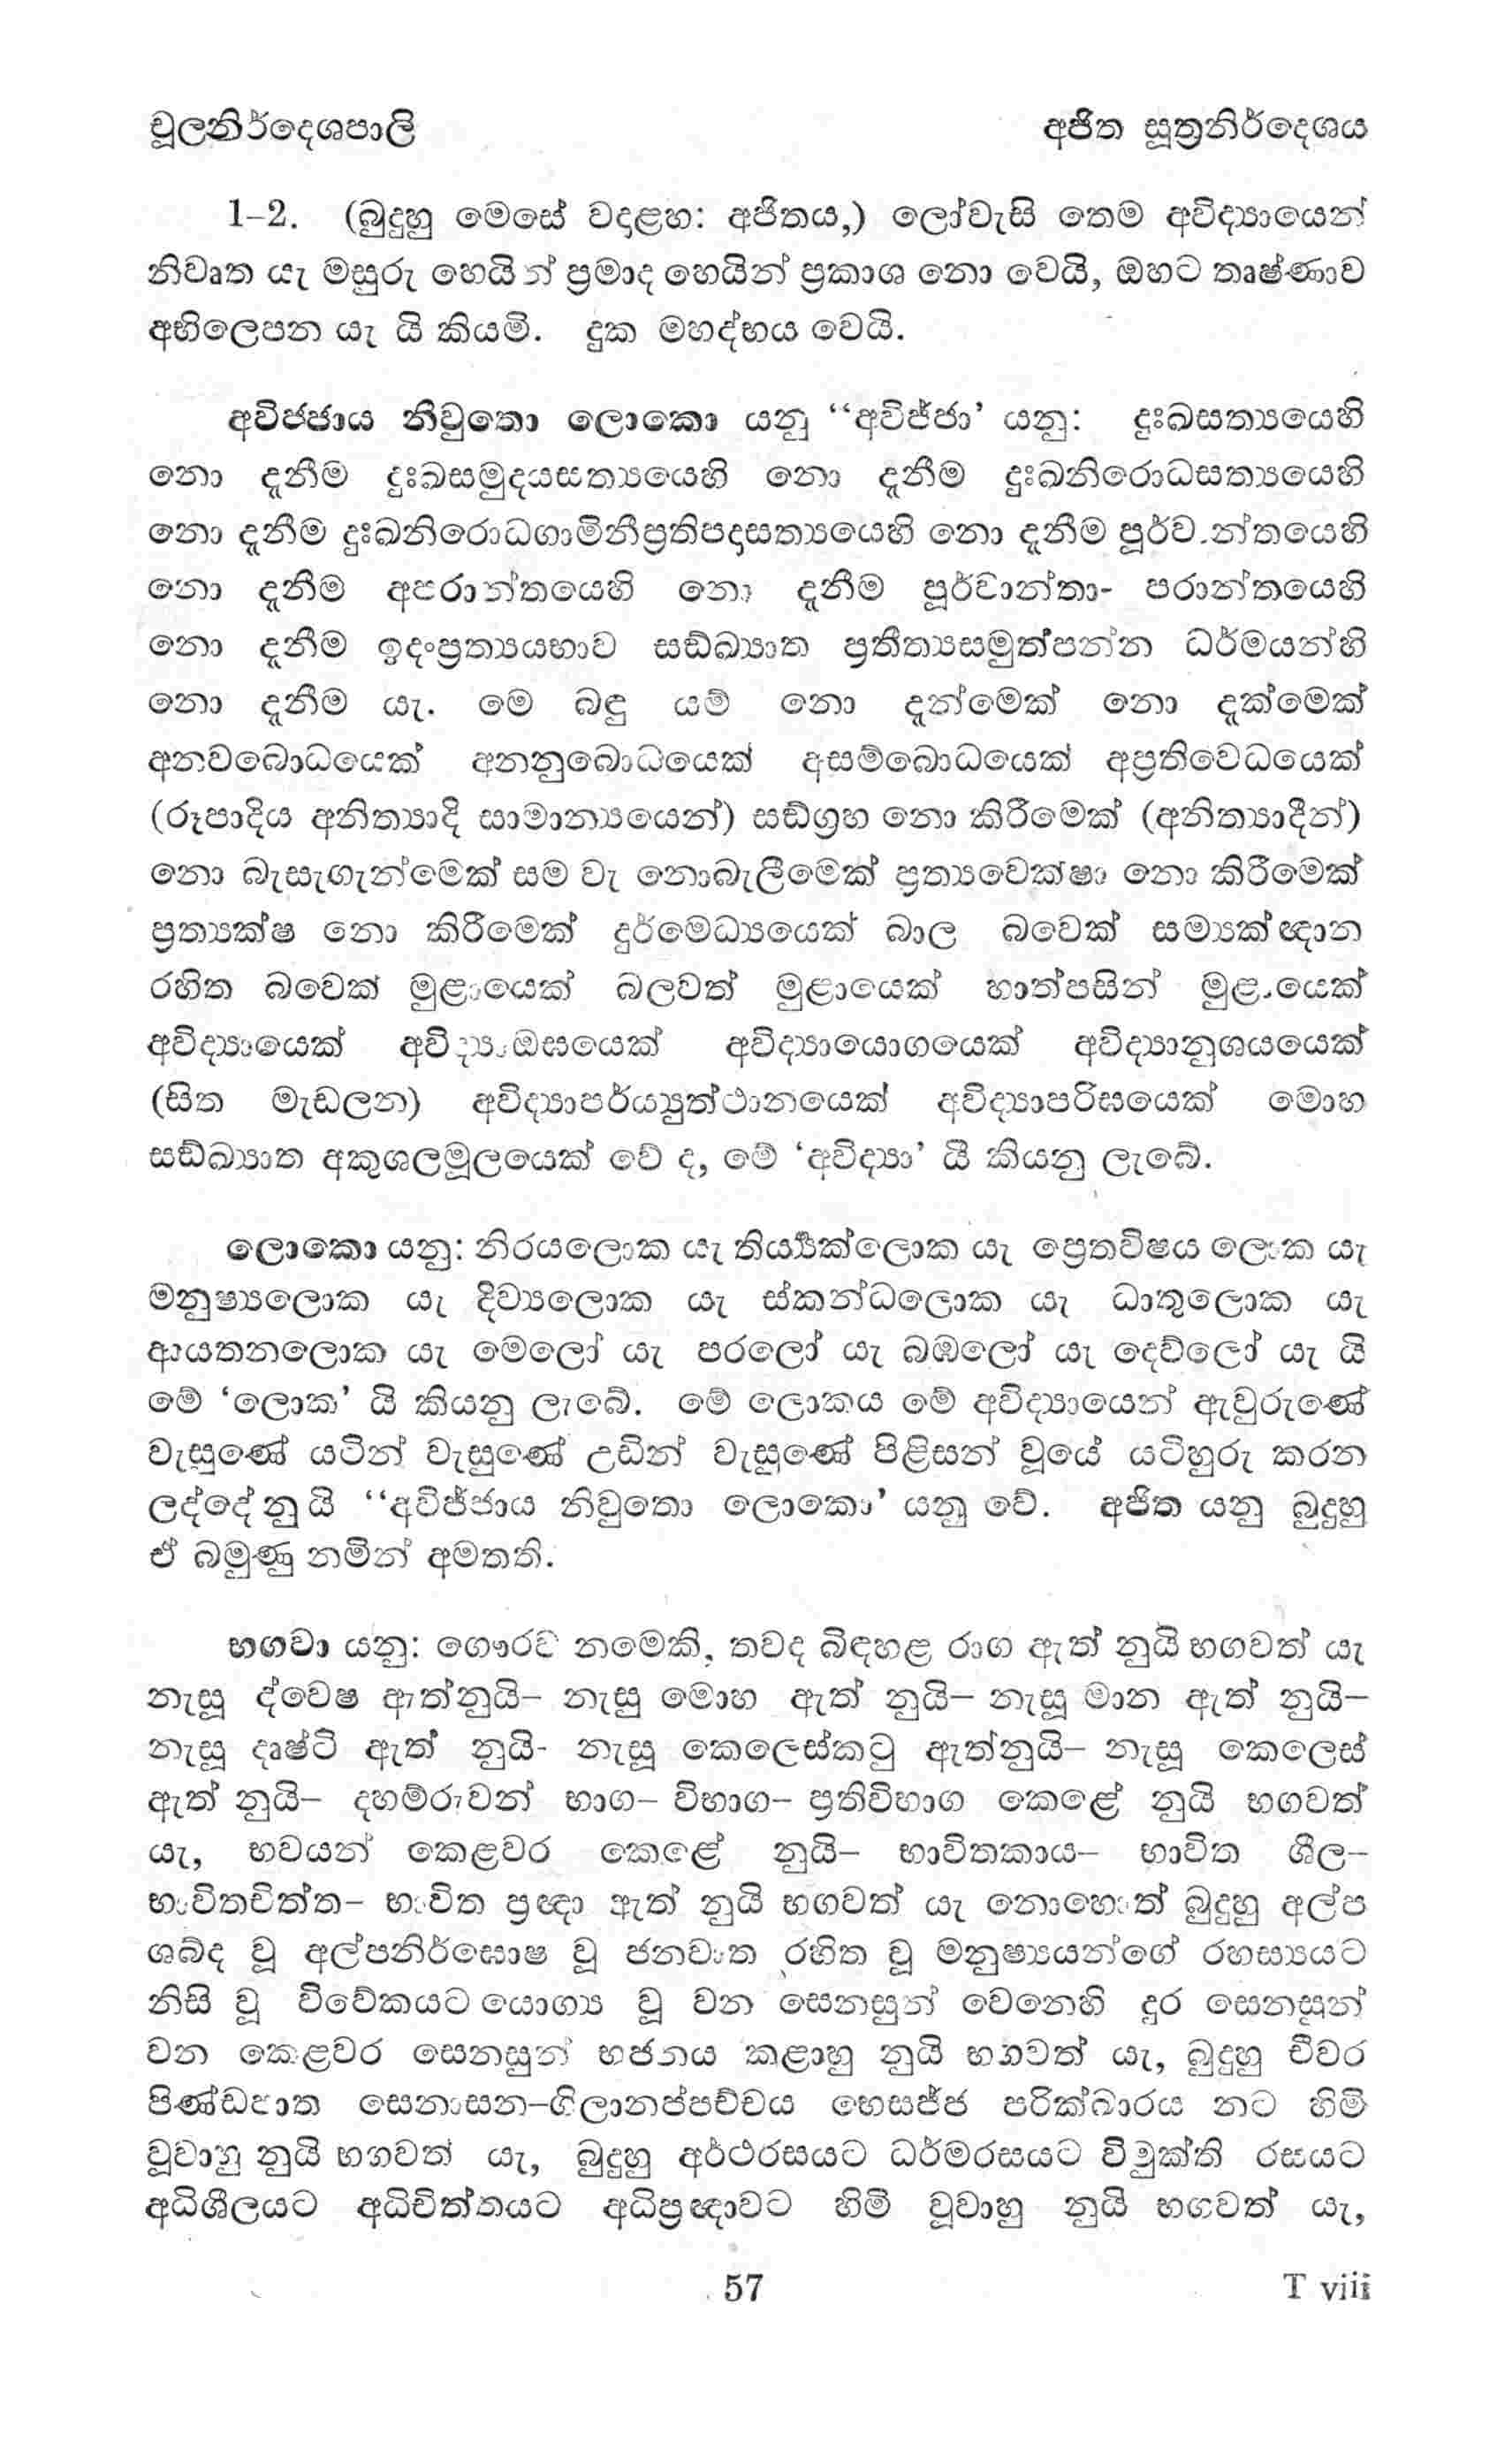 චූලනිර්දෙශපාලි
අජිත සූත්‍රනිර්දෙශය
1–2. (බුදුහු මෙසේ වදාළහ: අජිතය,) ලෝවැසි තෙම අවිද්‍යායෙන්
නිවෘත යැ මසුරු හෙයින් ප්‍රමාද හෙයින් ප්‍රකාශ නො වෙයි, ඔහට තෘෂ්ණාව
අභිලෙපන යැ යි කියමි. දුක මහද්භය වෙයි.
අවිජ්ජාය නිවුතො ලොකො යනු “අවිජ්ජා’ යනු: දුඃඛසත්‍යයෙහි
නො දැනීම දුඃඛසමුදයසත්‍යයෙහි නො දැනීම දුඃඛනිරොධසත්‍යයෙහි
නො දැනීම දුඃඛනිරොධගාමිනීප්‍රතිපදාසත්‍යයෙහි නො දැනීම පූර්වාන්තයෙහි
නො දැනීම අපරාන්තයෙහි නො දැනීම පූර්වාන්තා- පරාන්තයෙහි
නො දැනීම ඉදංප්‍රත්‍යයභාව සඞ්ඛ්‍යාත ප්‍රතීත්‍යසමුත්පන්න ධර්මයන්හි
නො දැනීම යැ. මෙ බඳු යම් නො දැන්මෙක් නො දැක්මෙක්
අනවබොධයෙක් අනනුබොධයෙක් අසම්බොධයෙක් අප්‍රතිවෙධයෙක්
(රූපාදිය අනිත්‍යාදි සාමාන්‍යයෙන්) සඞ්ග්‍රහ නො කිරීමෙක් (අනිත්‍යාදීන්)
නො බැසැගැන්මෙක් සම වැ නොබැලීමෙක් ප්‍රත්‍යවෙක්ෂා නො කිරීමෙක්
ප්‍රත්‍යක්ෂ නො කිරීමෙක් දුර්මෙධ්‍යයෙක් බාල බවෙක් සම්‍යක් ඥාන
රහිත බවෙක් මුළායෙක් බලවත් මුළායෙක් හාත්පසින් මුළායෙක්
අවිද්‍යායෙක් අවිද්‍යාඔඝයෙක් අවිද්‍යායොගයෙක් අවිද්‍යානුශයයෙක්
(සිත මැඩලන) අවිද්‍යාපර්ය්‍යුත්ථානයෙක් අවිද්‍යාපරිඝයෙක් මොහ
සඞ්ඛ්‍යාත අකුශලමූලයෙක් වේ ද, මේ ‘අවිද්‍යා’ යි කියනු ලැබේ.
ලොකො යනු: නිරයලොක යැ තිර්‍ය්‍යක්ලොක යැ ප්‍රෙතවිෂය ලොක යැ
මනුෂ්‍යලොක යැ දිව්‍යලොක යැ ස්කන්ධලොක යැ ධාතුලොක යැ
ආයතනලොක යැ මෙලෝ යැ පරලෝ යැ බඹලෝ යැ දෙව්ලෝ යැ යි
මේ ‘ලොක’ යි කියනු ලැබේ. මේ ලොකය මේ අවිද්‍යායෙන් ඇවුරුණේ
වැසුණේ යටින් වැසුණේ උඩින් වැසුණේ පිළිසන් වූයේ යටිහුරු කරන
ලද්දේ නු යි “අවිජ්ජාය නිවුතො ලොකො’ යනු වේ. අජිත යනු බුදුහු
ඒ බමුණු නමින් අමතති.
භගවා යනු: ගෞරව නමෙකි, තවද බිඳහළ රාග ඇත් නුයි භගවත් යැ
නැසූ ද්වෙෂ ඇත්නුයි– නැසු මොහ ඇත් නුයි– නැසූ මාන ඇත් නුයි–
නැසූ දෘෂ්ටි ඇත් නුයි- නැසූ කෙලෙස්කටු ඇත්නුයි– නැසූ කෙලෙස්
ඇත් නුයි– දහම්රුවන් භාග– විභාග– ප්‍රතිවිභාග කෙළේ නුයි භගවත්
යැ, භවයන් කෙළවර කෙළේ නුයි– භාවිතකාය– භාවිත ශීල–
භාවිතචිත්ත– භාවිත ප්‍රඥා ඇත් නුයි භගවත් යැ නොහොත් බුදුහු අල්ප
ශබ්ද වූ අල්පනිර්ඝොෂ වූ ජනවාත රහිත වූ මනුෂ්‍යයන්ගේ රහස්‍යයට
නිසි වූ විවේකයට යොග්‍ය වූ වන සෙනසුන් වෙනෙහි දුර සෙනසුන්
වන කෙළවර සෙනසුන් භජනය කළාහු නුයි භගවත් යැ, බුදුහු චීවර
පිණ්ඩපාත සෙනාසන–ගිලානප්පච්චය භෙසජ්ජ පරික්ඛාරය නට හිමි
වූවාහු නුයි භගවත් යැ, බුදුහු අර්ථරසයට ධර්මරසයට විමුක්ති රසයට
අධිශීලයට අධිචිත්තයට අධිප්‍රඥාවට හිමි වූවාහු නුයි භගවත් යැ,
57
T viii